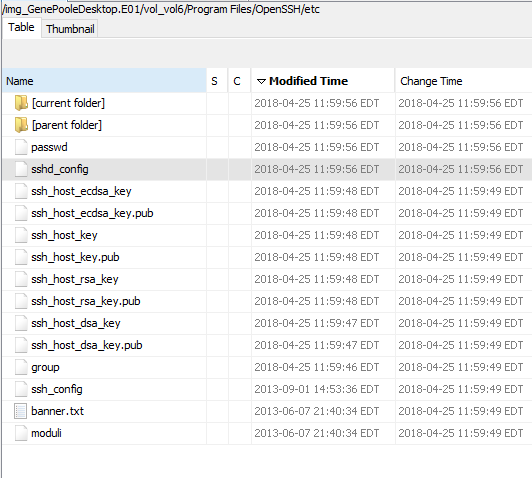 /img_GenePooleDesktop.E01/vol_vol6/Program Files/OpenSSH/etc
Table Thumbnail
Name S C Modified Time Change Time
[current folder] 2018-04-25 11:59:56 EDT 2018-04-25 11:59:56 EDT
[parent folder] 2018-04-25 11:59:56 EDT 2018-04-25 11:59:56 EDT
passwd 2018-04-25 11:59:56 EDT 2018-04-25 11:59:56 EDT
sshd_config 2018-04-25 11:59:56 EDT 2018-04-25 11:59:56 EDT
ssh_host_ecdsa_key 2018-04-25 11:59:48 EDT 2018-04-25 11:59:49 EDT
ssh_host_ecdsa_key.pub 2018-04-25 11:59:48 EDT 2018-04-25 11:59:49 EDT
ssh_host_key 2018-04-25 11:59:48 EDT 2018-04-25 11:59:49 EDT
ssh_host_key.pub 2018-04-25 11:59:48 EDT 2018-04-25 11:59:49 EDT
ssh_host_rsa_key 2018-04-25 11:59:48 EDT 2018-04-25 11:59:49 EDT
ssh_host_rsa_key.pub 2018-04-25 11:59:48 EDT 2018-04-25 11:59:49 EDT
ssh_host_dsa_key 2018-04-25 11:59:47 EDT 2018-04-25 11:59:49 EDT
ssh_host_dsa_key.pub 2018-04-25 11:59:47 EDT 2018-04-25 11:59:49 EDT
group 2018-04-25 11:59:46 EDT 2018-04-25 11:59:49 EDT
ssh_config 2013-09-01 14:53:36 EDT 2018-04-25 11:59:49 EDT
banner.txt 2013-06-07 21:40:34 EDT 2018-04-25 11:59:49 EDT
moduli 2013-06-07 21:40:34 EDT 2018-04-25 11:59:49 EDT